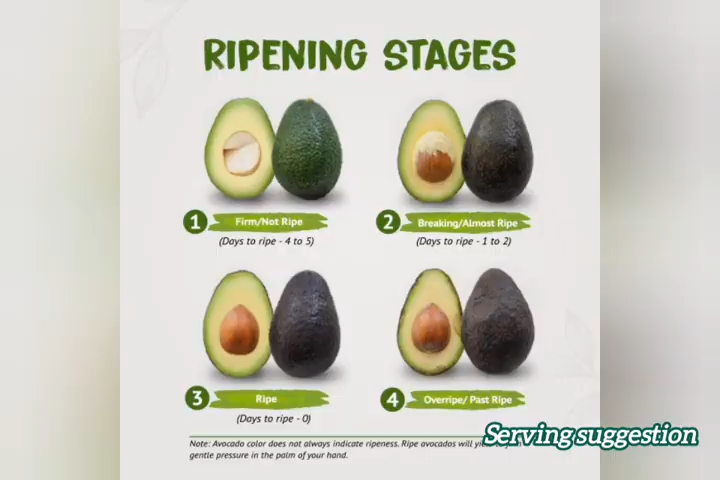 RIPENING STAGES
1 Firm/Not Ripe
(Days to ripe - 4 to 5)
2 Breaking/Almost Ripe
(Days to ripe - 1 to 2)
3 Ripe
(Days to ripe - 0)
4 Overripe/ Past Ripe
Note: Avocado color does not always indicate ripeness. Ripe avocados will
gentle pressure in the palm of your hand.
Serving suggestion